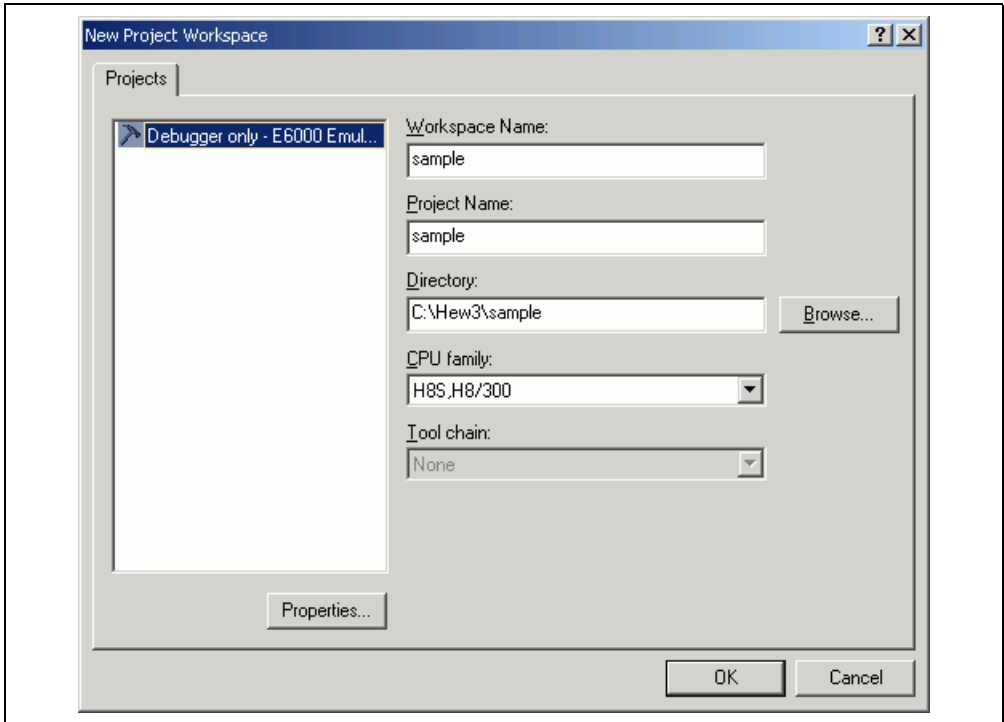 New Project Workspace
Projects
Debugger only - E6000 Emul...
Workspace Name:
sample
Project Name:
sample
Directory:
C:\Hew3\sample
Browse...
CPU family:
H8S,H8/300
Tool chain:
None
Properties...
OK
Cancel